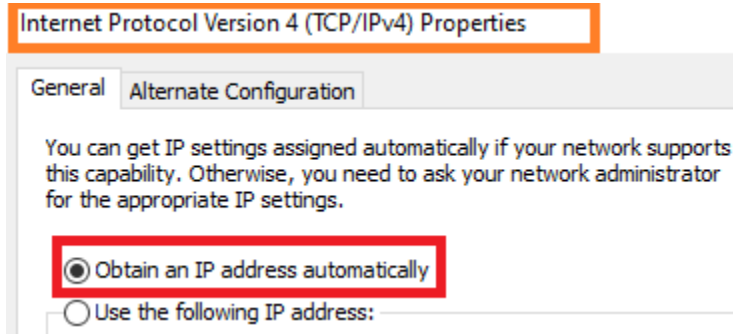 Internet Protocol Version 4 (TCP/IPv4) Properties
General Alternate Configuration
You can get IP settings assigned automatically if your network supports
this capability. Otherwise, you need to ask your network administrator
for the appropriate IP settings.
Obtain an IP address automatically
Use the following IP address: